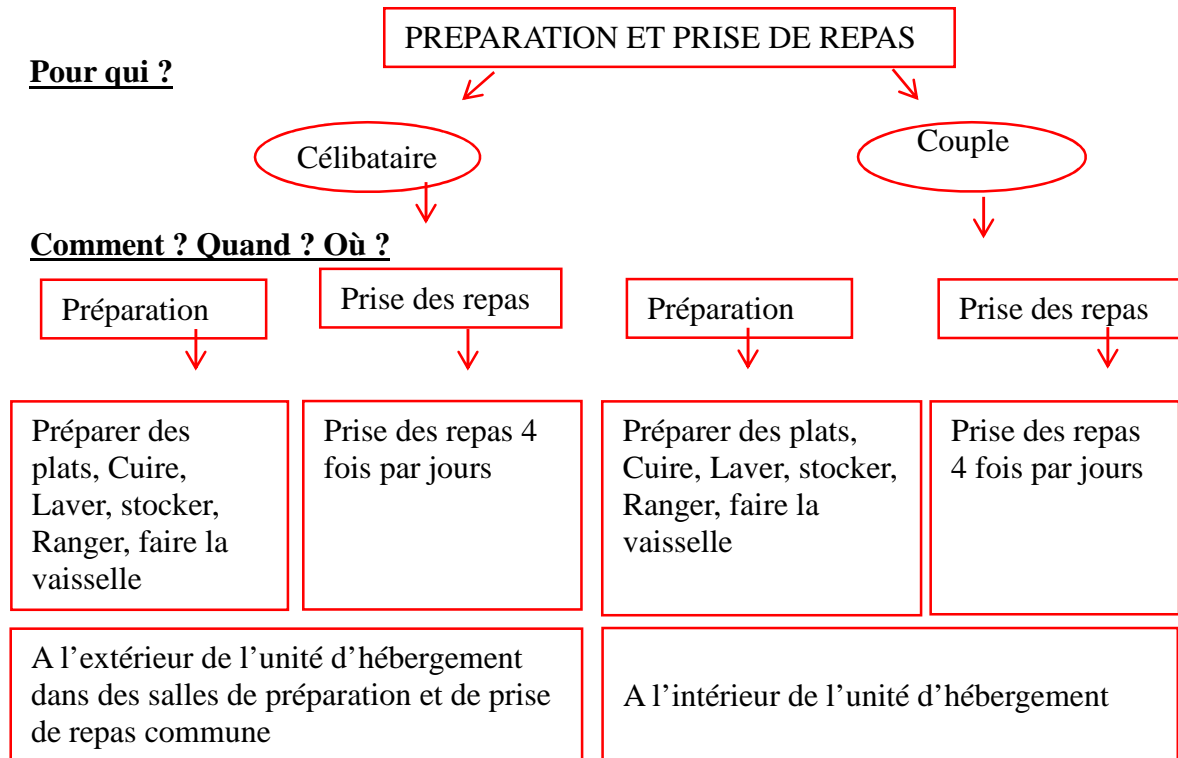 PREPARATION ET PRISE DE REPAS
Pour qui ?
Célibataire
Couple
Comment ? Quand ? Où ?
Préparation
Prise des repas
Préparation
Prise des repas
Préparer des
plats, Cuire,
Laver, stocker,
Ranger, faire la
vaisselle
Prise des repas 4
fois par jours
Préparer des plats,
Cuire, Laver, stocker,
Ranger, faire la
vaisselle
Prise des repas
4 fois par jours
A l’extérieur de l’unité d’hébergement
dans des salles de préparation et de prise
de repas commune
A l’intérieur de l’unité d’hébergement